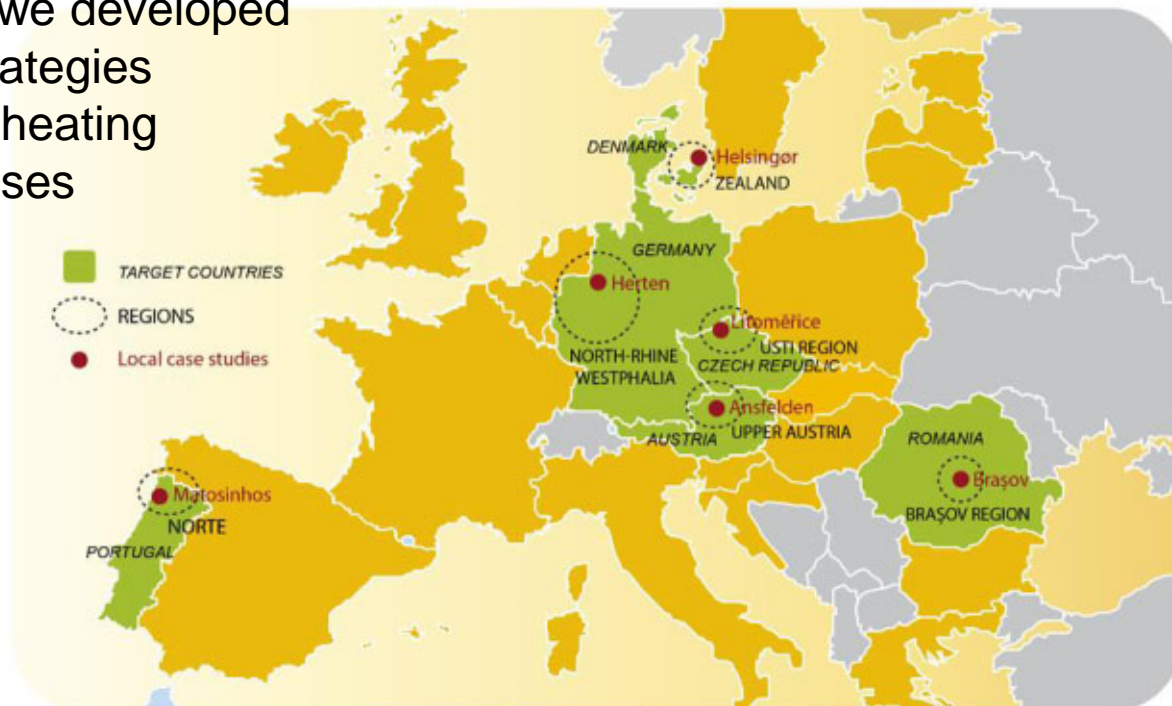 we developed
rategies
heating
ses
TARGET COUNTRIES
REGIONS
Local case studies
DENMARK
Helsingør
ZEALAND
GERMANY
Herten
NORTH-RHINE
WESTPHALIA
Litoměřice
USTI REGION
CZECH REPUBLIC
Ansfelden
UPPER AUSTRIA
AUSTRIA
ROMANIA
Brașov
BRAȘOV REGION
Matosinhos
NORTE
PORTUGAL